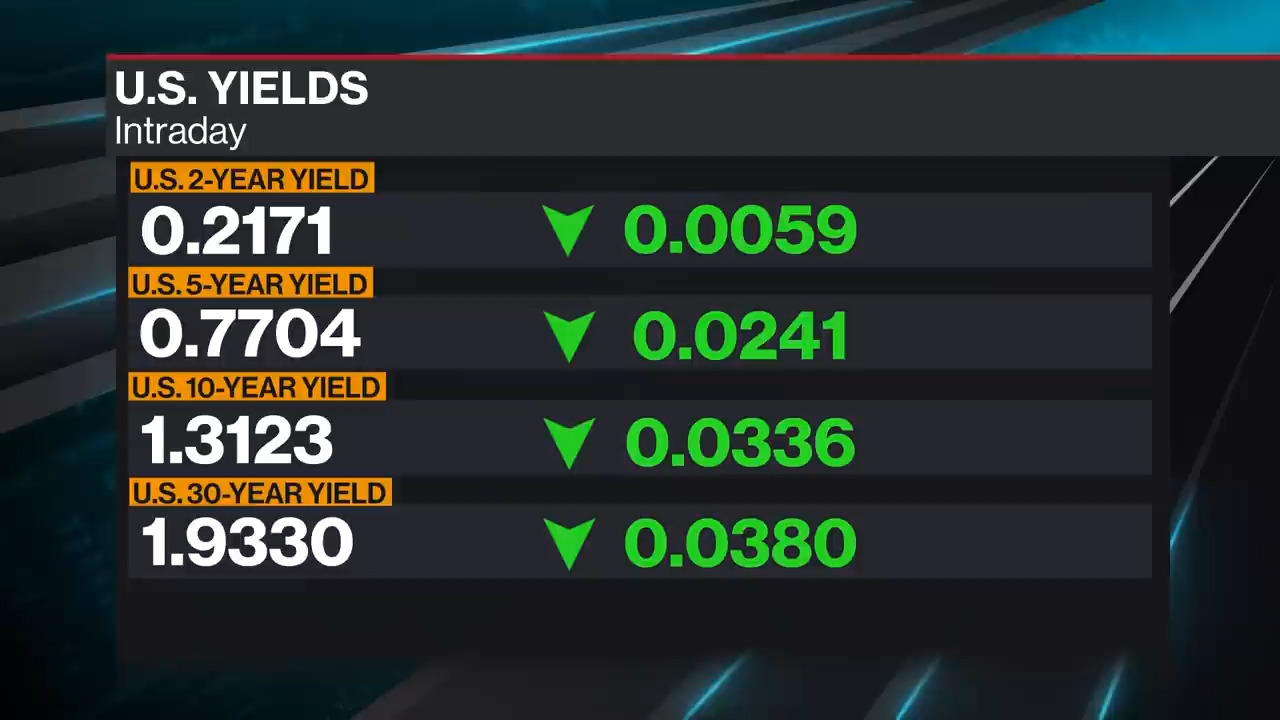 U.S. YIELDS
Intraday
U.S. 2-YEAR YIELD
0.2171 ▼ 0.0059
U.S. 5-YEAR YIELD
0.7704 ▼ 0.0241
U.S. 10-YEAR YIELD
1.3123 ▼ 0.0336
U.S. 30-YEAR YIELD
1.9330 ▼ 0.0380